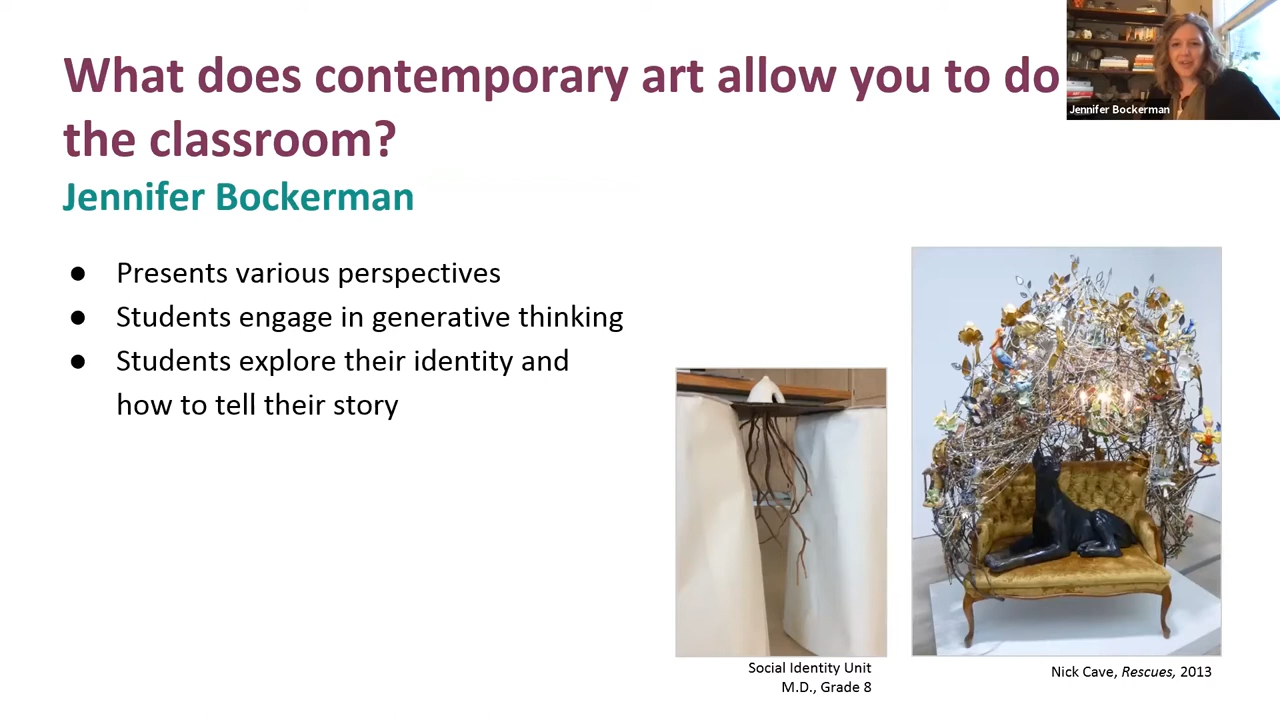 What does contemporary art allow you to do
the classroom?
Jennifer Bockerman
Jennifer Bockerman
● Presents various perspectives
● Students engage in generative thinking
● Students explore their identity and
how to tell their story
Social Identity Unit
M.D., Grade 8
Nick Cave, Rescues, 2013